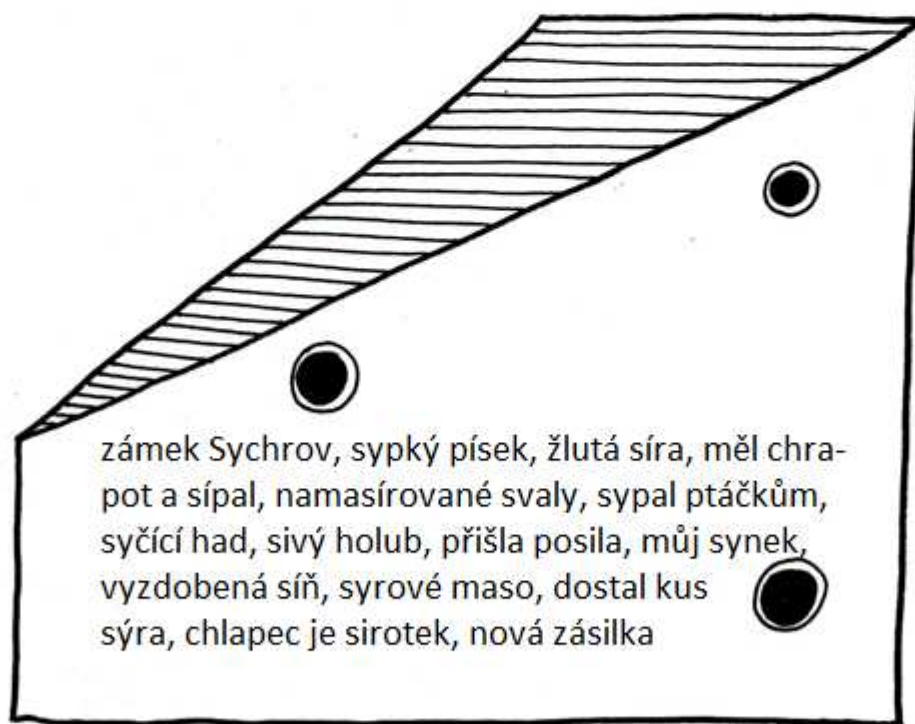 zámek Sychrov, sypký písek, žlutá síra, měl chra-
pot a sípal, namasírované svaly, sypal ptáčkům,
syčící had, sivý holub, přišla posila, můj synek,
vyzdobená síň, syrové maso, dostal kus
sýra, chlapec je sirotek, nová zásilka